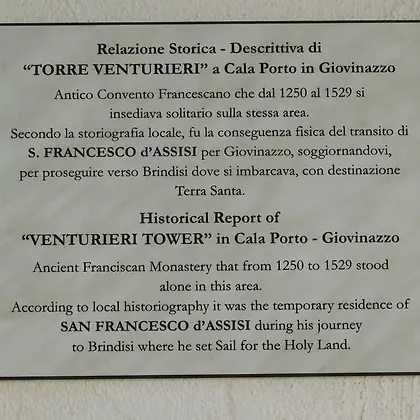 Relazione Storica - Descrittiva di
“TORRE VENTURIERI” a Cala Porto in Giovinazzo
Antico Convento Francescano che dal 1250 al 1529 si
insediava solitario sulla stessa area.
Secondo la storiografia locale, fu la conseguenza fisica del transito di
S. FRANCESCO d’ASSISI per Giovinazzo, soggiornandovi,
per proseguire verso Brindisi dove si imbarcava, con destinazione
Terra Santa.
Historical Report of
“VENTURIERI TOWER” in Cala Porto - Giovinazzo
Ancient Franciscan Monastery that from 1250 to 1529 stood
alone in this area.
According to local historiography it was the temporary residence of
SAN FRANCESCO d’ASSISI during his journey
to Brindisi where he set Sail for the Holy Land.